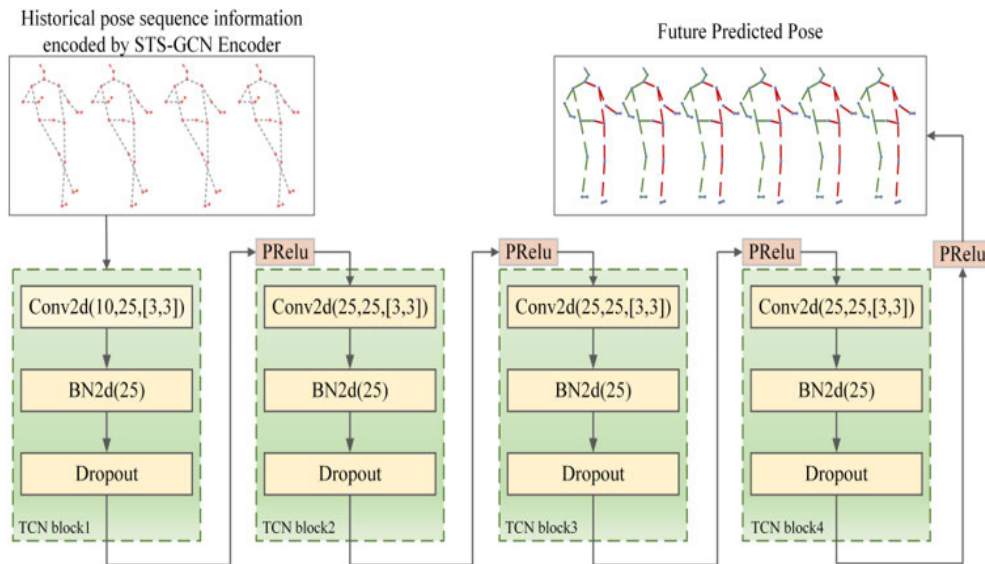 Historical pose sequence information
encoded by STS-GCN Encoder
Future Predicted Pose
PRelu
PRelu
PRelu
PRelu
Conv2d(10,25,[3,3])
BN2d(25)
Dropout
TCN block1
Conv2d(25,25,[3,3])
BN2d(25)
Dropout
TCN block2
Conv2d(25,25,[3,3])
BN2d(25)
Dropout
TCN block3
Conv2d(25,25,[3,3])
BN2d(25)
Dropout
TCN block4